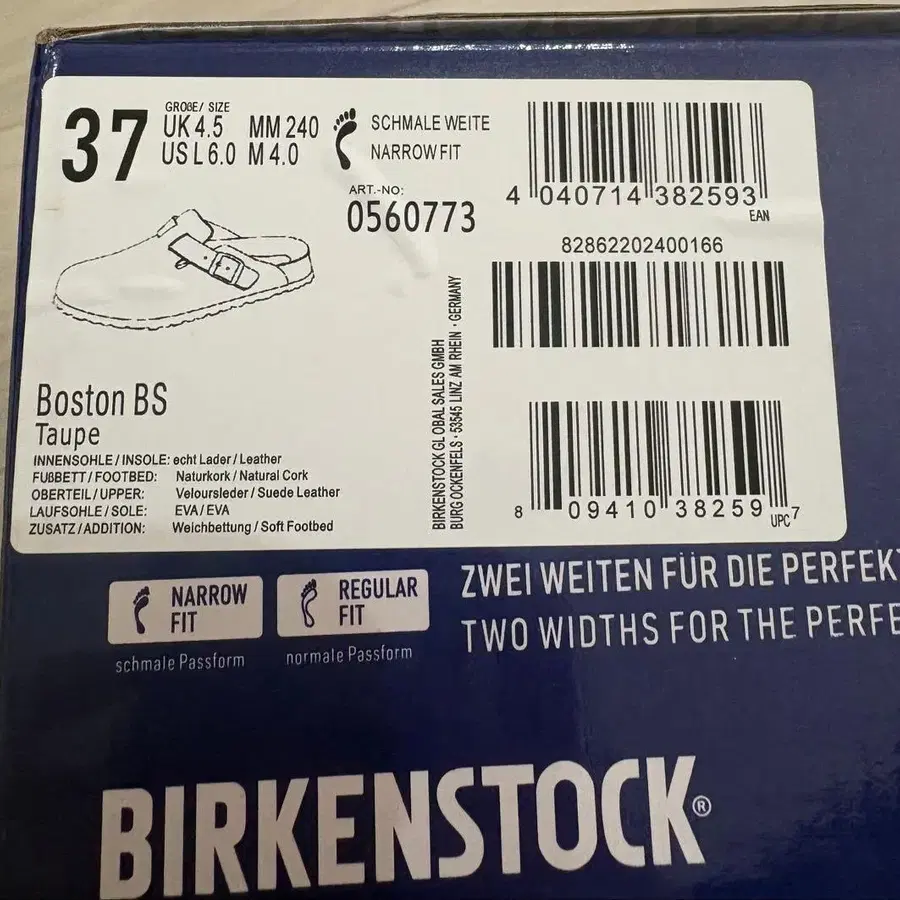 37
GROBE/ SIZE
UK 4.5 MM 240
US L 6.0 M 4.0
SCHMALE WEITE
NARROW FIT
ART.-NO:
0560773
4 040714 382593
EAN
82862202400166
BIRKENSTOCK GL OBAL SALES GMBH
BURG OCKENFELS · 53545 LINZ AM RHEIN · GERMANY
8 09410 38259 7
UPC
Boston BS
Taupe
INNENSOHLE / INSOLE: echt Lader / Leather
FUßBETT / FOOTBED: Naturkork / Natural Cork
OBERTEIL / UPPER: Veloursleder / Suede Leather
LAUFSOHLE / SOLE: EVA / EVA
ZUSATZ / ADDITION: Weichbettung / Soft Footbed
NARROW FIT
schmale Passform
REGULAR FIT
normale Passform
ZWEI WEITEN FÜR DIE PERFEK
TWO WIDTHS FOR THE PERFE
BIRKENSTOCK®